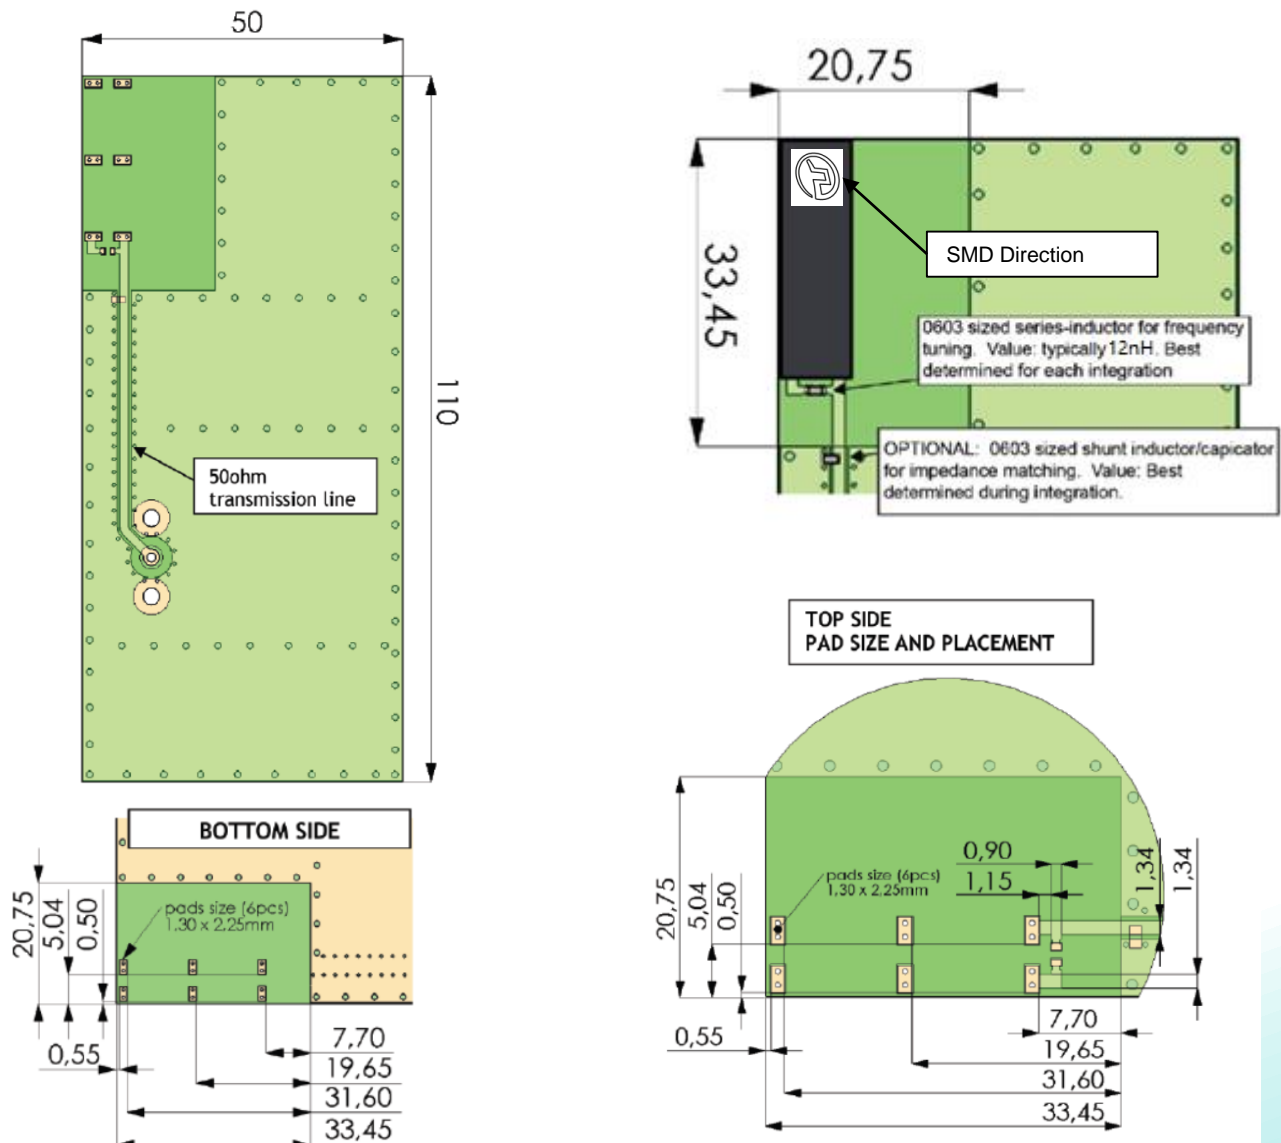 50
110
50ohm
transmission line
20,75
33,45
SMD Direction
0603 sized series-inductor for frequency
tuning. Value: typically 12nH. Best
determined for each integration
OPTIONAL: 0603 sized shunt inductor/capicator
for impedance matching. Value: Best
determined during integration.
BOTTOM SIDE
pads size (6pcs)
1,30 x 2,25mm
20,75
5,04
0,50
0,55
7,70
19,65
31,60
33,45
TOP SIDE
PAD SIZE AND PLACEMENT
pads size (6pcs)
1,30 x 2,25mm
0,90
1,15
1,34
1,34
20,75
5,04
0,50
0,55
7,70
19,65
31,60
33,45